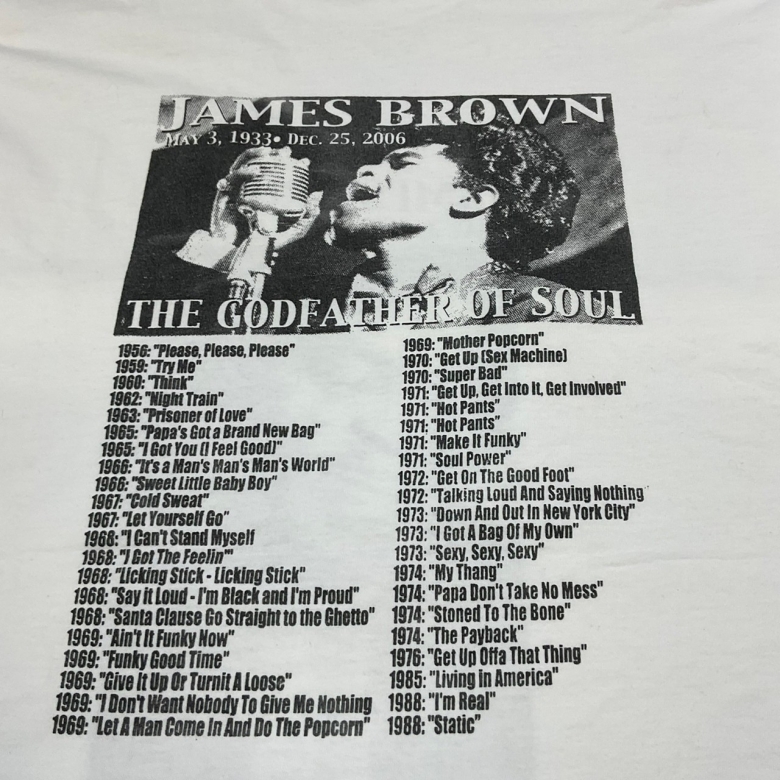 JAMES BROWN
MAY 3, 1933• DEC. 25, 2006
THE GODFATHER OF SOUL
1956: "Please, Please, Please"
1959: "Try Me"
1960: "Think"
1962: "Night Train"
1963: "Prisoner of Love"
1965: "Papa's Got a Brand New Bag"
1965: "I Got You (I Feel Good)"
1966: "It's a Man's Man's Man's World"
1966: "Sweet Little Baby Boy"
1967: "Cold Sweat"
1967: "Let Yourself Go"
1968: "I Can't Stand Myself
1968: "I Got The Feelin'"
1968: "Licking Stick - Licking Stick"
1968: "Say it Loud - I'm Black and I'm Proud"
1968: "Santa Clause Go Straight to the Ghetto"
1969: "Ain't It Funky Now"
1969: "Funky Good Time"
1969: "Give It Up Or Turnit A Loose"
1969: "I Don't Want Nobody To Give Me Nothing
1969: "Let A Man Come In And Do The Popcorn"
1969: "Mother Popcorn"
1970: "Get Up (Sex Machine)
1970: "Super Bad"
1971: "Get Up, Get Into It, Get Involved"
1971: "Hot Pants"
1971: "Hot Pants"
1971: "Make It Funky"
1971: "Soul Power"
1972: "Get On The Good Foot"
1972: "Talking Loud And Saying Nothing
1973: "Down And Out In New York City"
1973: "I Got A Bag Of My Own"
1973: "Sexy, Sexy, Sexy"
1974: "My Thang"
1974: "Papa Don't Take No Mess"
1974: "Stoned To The Bone"
1974: "The Payback"
1976: "Get Up Offa That Thing"
1985: "Living in America"
1988: "I'm Real"
1988: "Static"